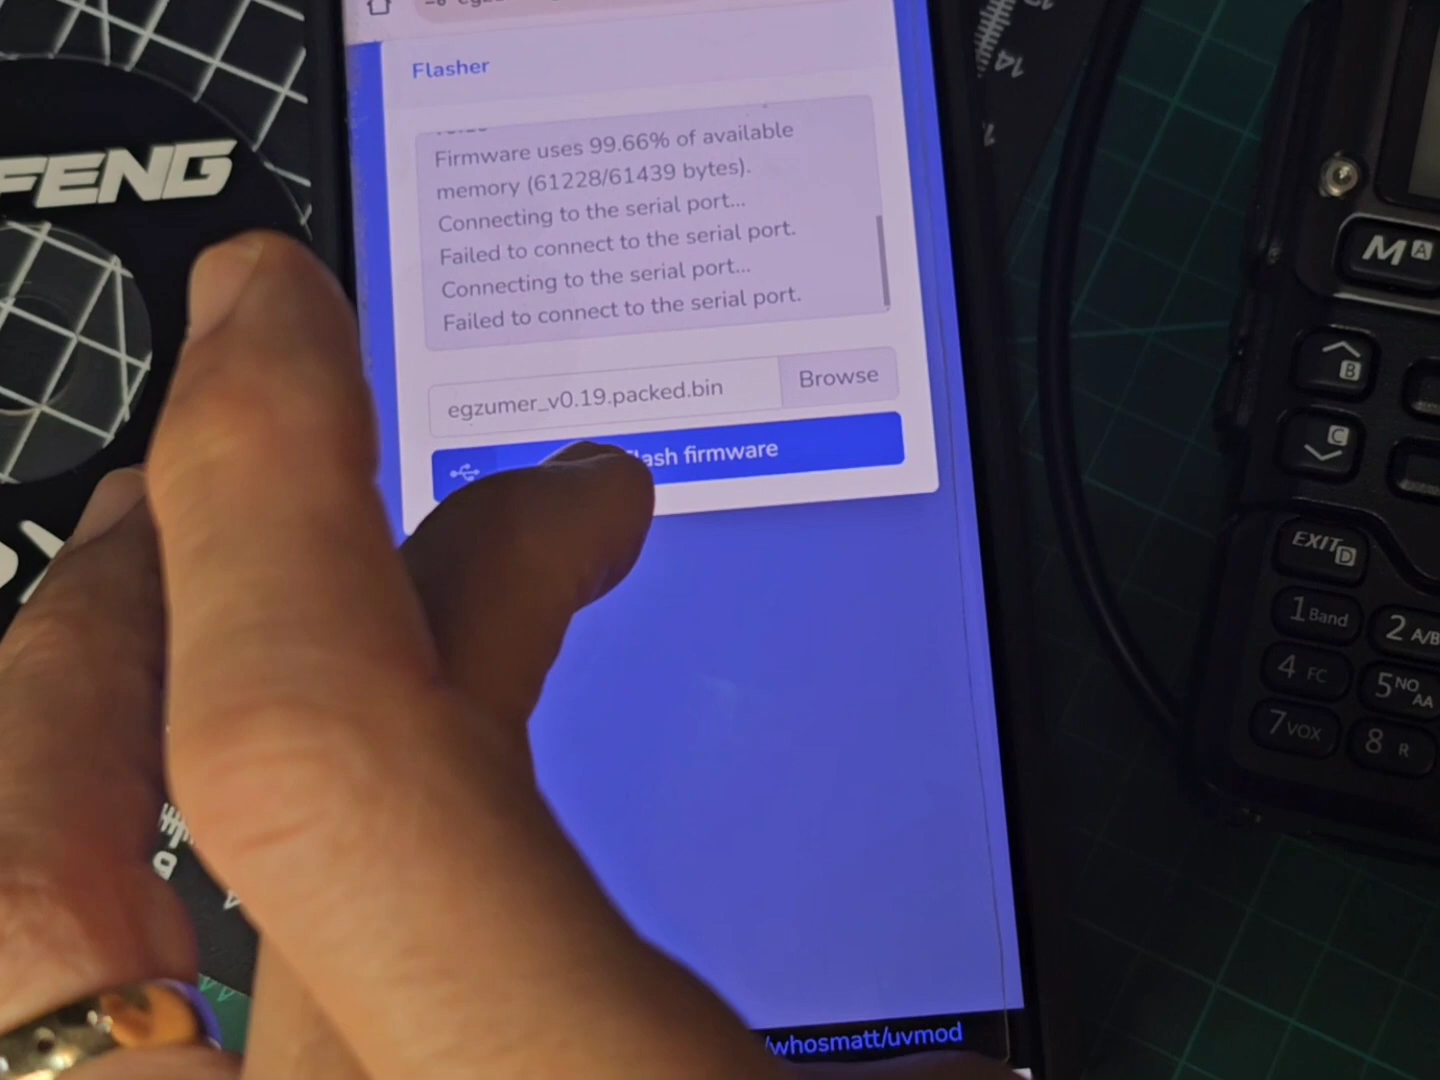 Flasher
Firmware uses 99.66% of available
memory (61228/61439 bytes).
Connecting to the serial port...
Failed to connect to the serial port.
Connecting to the serial port...
Failed to connect to the serial port.
egzumer_v0.19.packed.bin
Browse
lash firmware
/whosmatt/uvmod
FENG
14
M A
B
C
EXIT D
1 Band
2 A/B
4 FC
5 NO AA
7 VOX
8 R